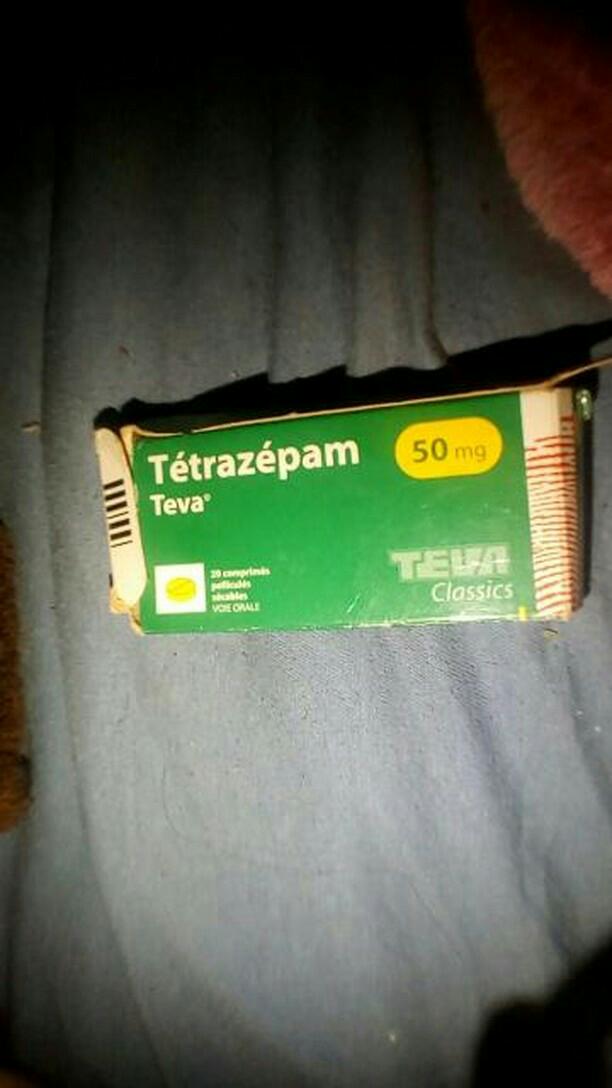 Tétrazépam
Teva®
50 mg
20 comprimés
pelliculés
sécables
VOIE ORALE
TEVA
Classics